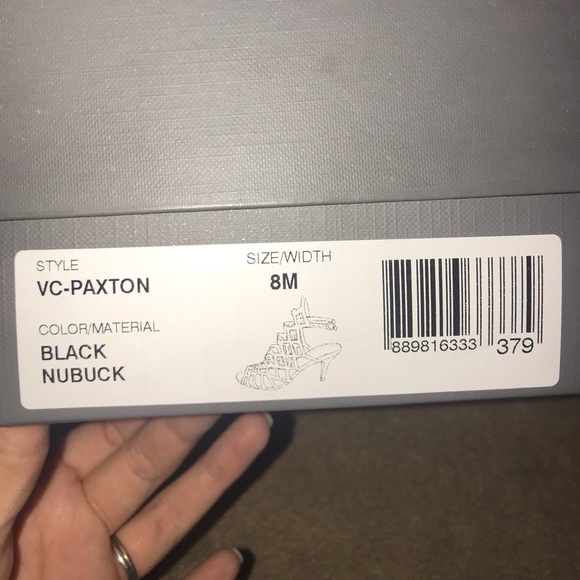 STYLE
VC-PAXTON
SIZE/WIDTH
8M
COLOR/MATERIAL
BLACK
NUBUCK
889816333 379